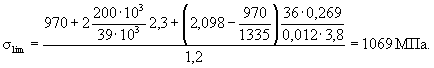 σlim = (970 + 2 (200·10³ / 39·10³) 2,3 + (2,098 − 970/1335) (36·0,269 / 0,012·3,8)) / 1,2 = 1069 МПа.